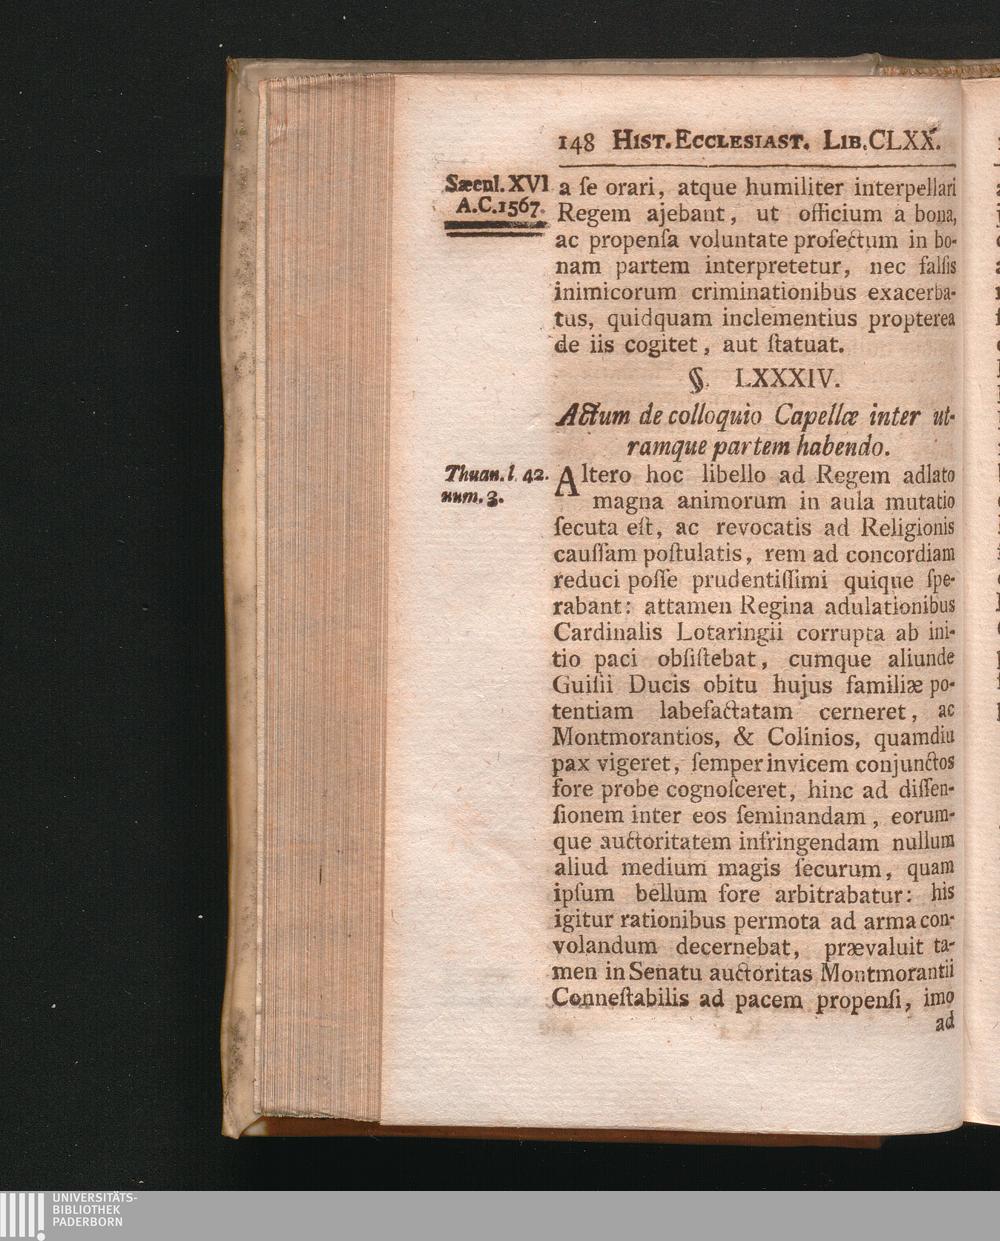 148 HIST. ECCLESIAST. LIB. CLXX.
Sæcul. XVI
A.C. 1567.
a ſe orari, atque humiliter interpellari
Regem ajebant, ut officium a bona,
ac propenſa voluntate profectum in bo-
nam partem interpretetur, nec falſis
inimicorum criminationibus exacerba-
tus, quidquam inclementius propterea
de iis cogitet, aut ſtatuat.
§. LXXXIV.
Actum de colloquio Capellæ inter ut-
ramque partem habendo.
Thuan. l. 42.
num. 3.
Altero hoc libello ad Regem adlato
magna animorum in aula mutatio
ſecuta eſt, ac revocatis ad Religionis
cauſſam poſtulatis, rem ad concordiam
reduci poſſe prudentiſſimi quique ſpe-
rabant: attamen Regina adulationibus
Cardinalis Lotaringii corrupta ab ini-
tio paci obſiſtebat, cumque aliunde
Guiſii Ducis obitu hujus familiæ po-
tentiam labefactatam cerneret, ac
Montmorantios, & Colinios, quamdiu
pax vigeret, ſemper invicem conjunctos
fore probe cognoſceret, hinc ad diſſen-
ſionem inter eos ſeminandam, eorum-
que auctoritatem infringendam nullum
aliud medium magis ſecurum, quam
ipſum bellum fore arbitrabatur: his
igitur rationibus permota ad arma con-
volandum decernebat, prævaluit ta-
men in Senatu auctoritas Montmorantii
Conneſtabilis ad pacem propenſi, imo
ad
UNIVERSITÄTS-
BIBLIOTHEK
PADERBORN